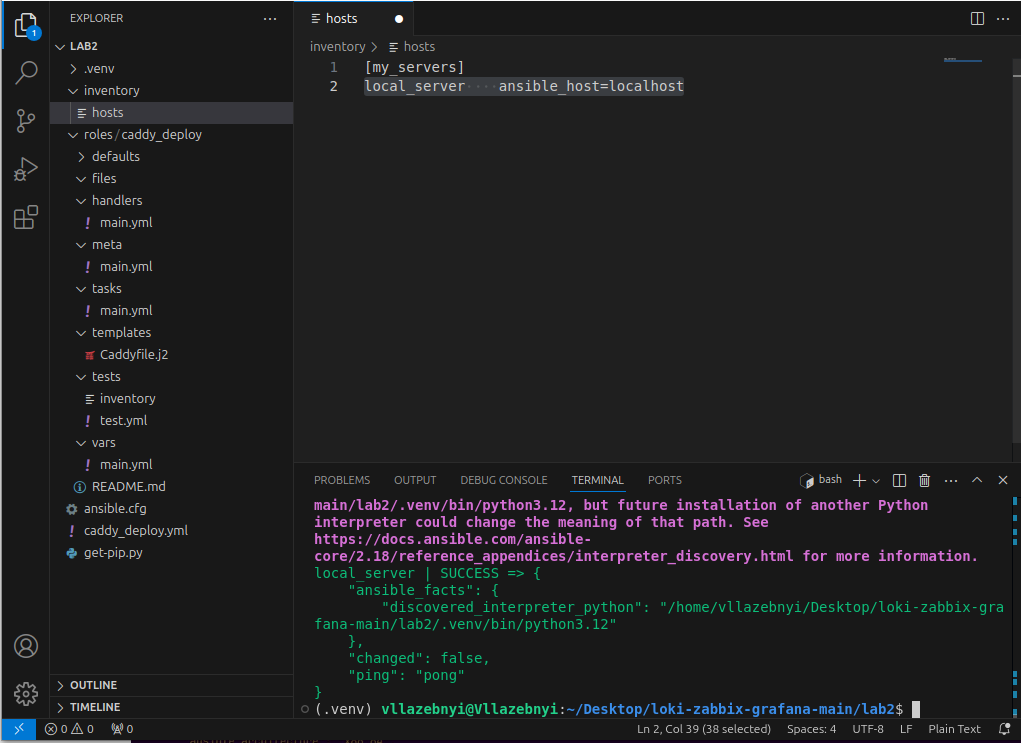 EXPLORER
LAB2
.venv
inventory
hosts
roles/caddy_deploy
defaults
files
handlers
main.yml
meta
main.yml
tasks
main.yml
templates
Caddyfile.j2
tests
inventory
test.yml
vars
main.yml
README.md
ansible.cfg
caddy_deploy.yml
get-pip.py
OUTLINE
TIMELINE
hosts
inventory > hosts
1 [my_servers]
2 local_server····ansible_host=localhost
PROBLEMS OUTPUT DEBUG CONSOLE TERMINAL PORTS bash
main/lab2/.venv/bin/python3.12, but future installation of another Python
interpreter could change the meaning of that path. See
https://docs.ansible.com/ansible-
core/2.18/reference_appendices/interpreter_discovery.html for more information.
local_server | SUCCESS => {
"ansible_facts": {
"discovered_interpreter_python": "/home/vllazebnyi/Desktop/loki-zabbix-gra
fana-main/lab2/.venv/bin/python3.12"
},
"changed": false,
"ping": "pong"
}
(.venv) vllazebnyi@Vllazebnyi:~/Desktop/loki-zabbix-grafana-main/lab2$
1
0 0 0 Ln 2, Col 39 (38 selected) Spaces: 4 UTF-8 LF Plain Text